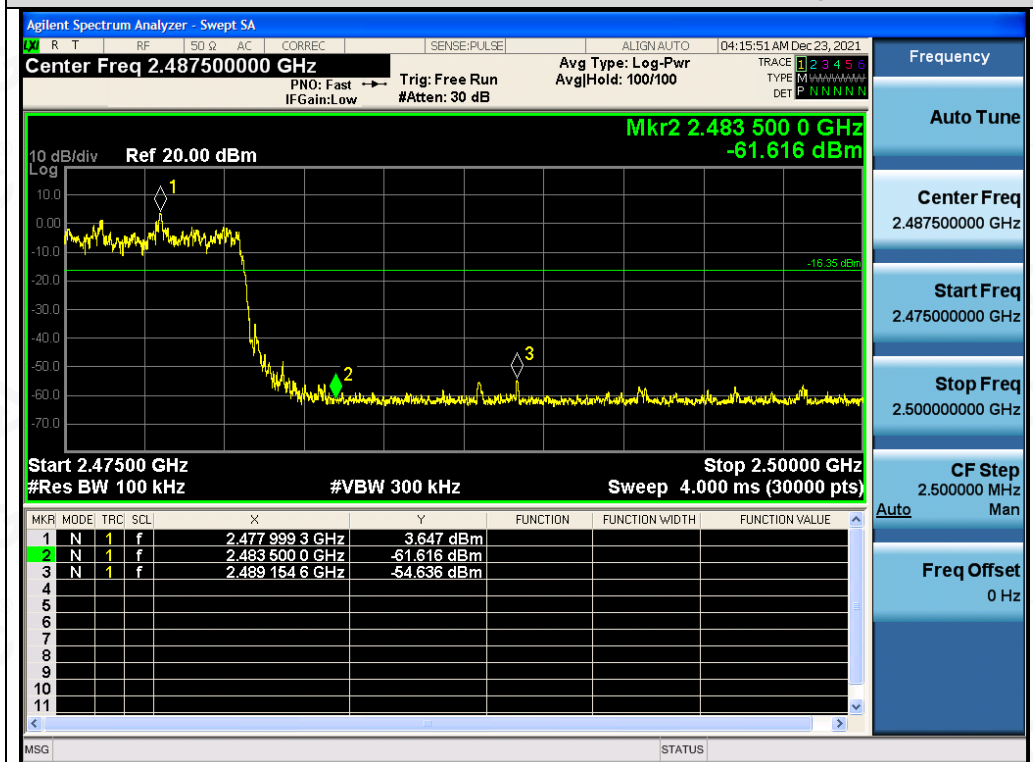 Agilent Spectrum Analyzer - Swept SA
LXI R T RF 50 Ω AC CORREC SENSE:PULSE ALIGN AUTO 04:15:51 AM Dec 23, 2021
Center Freq 2.487500000 GHz
PNO: Fast
IFGain:Low
Trig: Free Run
#Atten: 30 dB
Avg Type: Log-Pwr
Avg|Hold: 100/100
TRACE 1 2 3 4 5 6
TYPE M
DET P N N N N N
Mkr2 2.483 500 0 GHz
-61.616 dBm
10 dB/div Ref 20.00 dBm
Log
10.0
0.00
-10.0
-20.0
-30.0
-40.0
-50.0
-60.0
-70.0
1
2
3
-16.35 dBm
Start 2.47500 GHz Stop 2.50000 GHz
#Res BW 100 kHz #VBW 300 kHz Sweep 4.000 ms (30000 pts)
MKR MODE TRC SCL X Y FUNCTION FUNCTION WIDTH FUNCTION VALUE
1 N 1 f 2.477 999 3 GHz 3.647 dBm
2 N 1 f 2.483 500 0 GHz -61.616 dBm
3 N 1 f 2.489 154 6 GHz -54.636 dBm
4
5
6
7
8
9
10
11
MSG STATUS
Frequency
Auto Tune
Center Freq
2.487500000 GHz
Start Freq
2.475000000 GHz
Stop Freq
2.500000000 GHz
CF Step
2.500000 MHz
Auto Man
Freq Offset
0 Hz